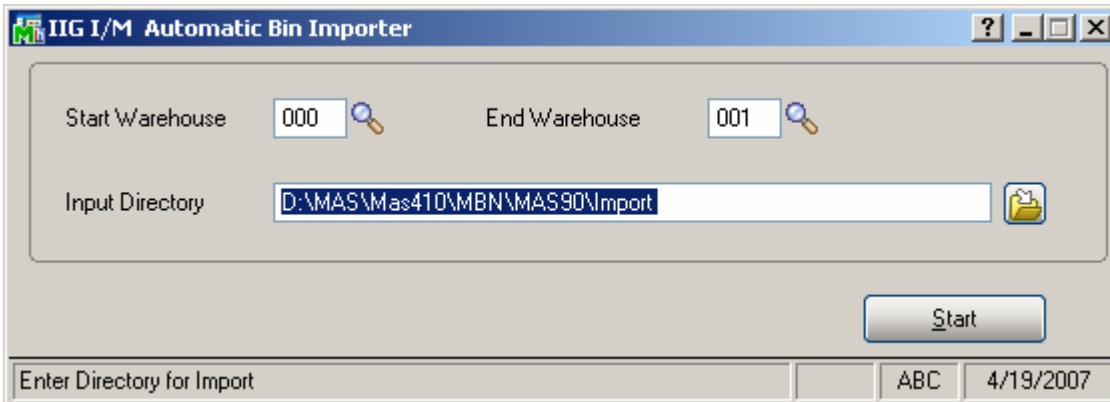 IIG I/M  Automatic Bin Importer
Start Warehouse 000 End Warehouse 001
Input Directory D:\MAS\Mas410\MBN\MAS90\Import
Start
Enter Directory for Import ABC 4/19/2007